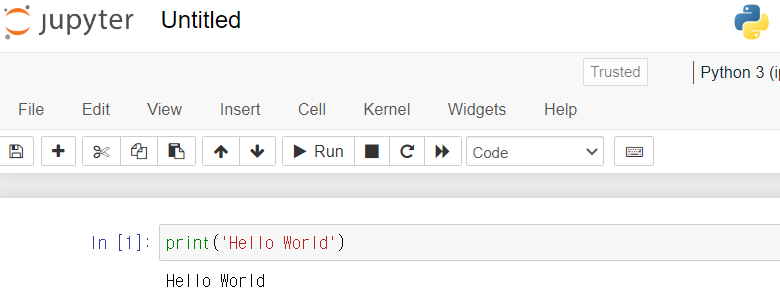 jupyter Untitled
Trusted Python 3 (i
File Edit View Insert Cell Kernel Widgets Help
Run Code
In [1]: print('Hello World')
Hello World